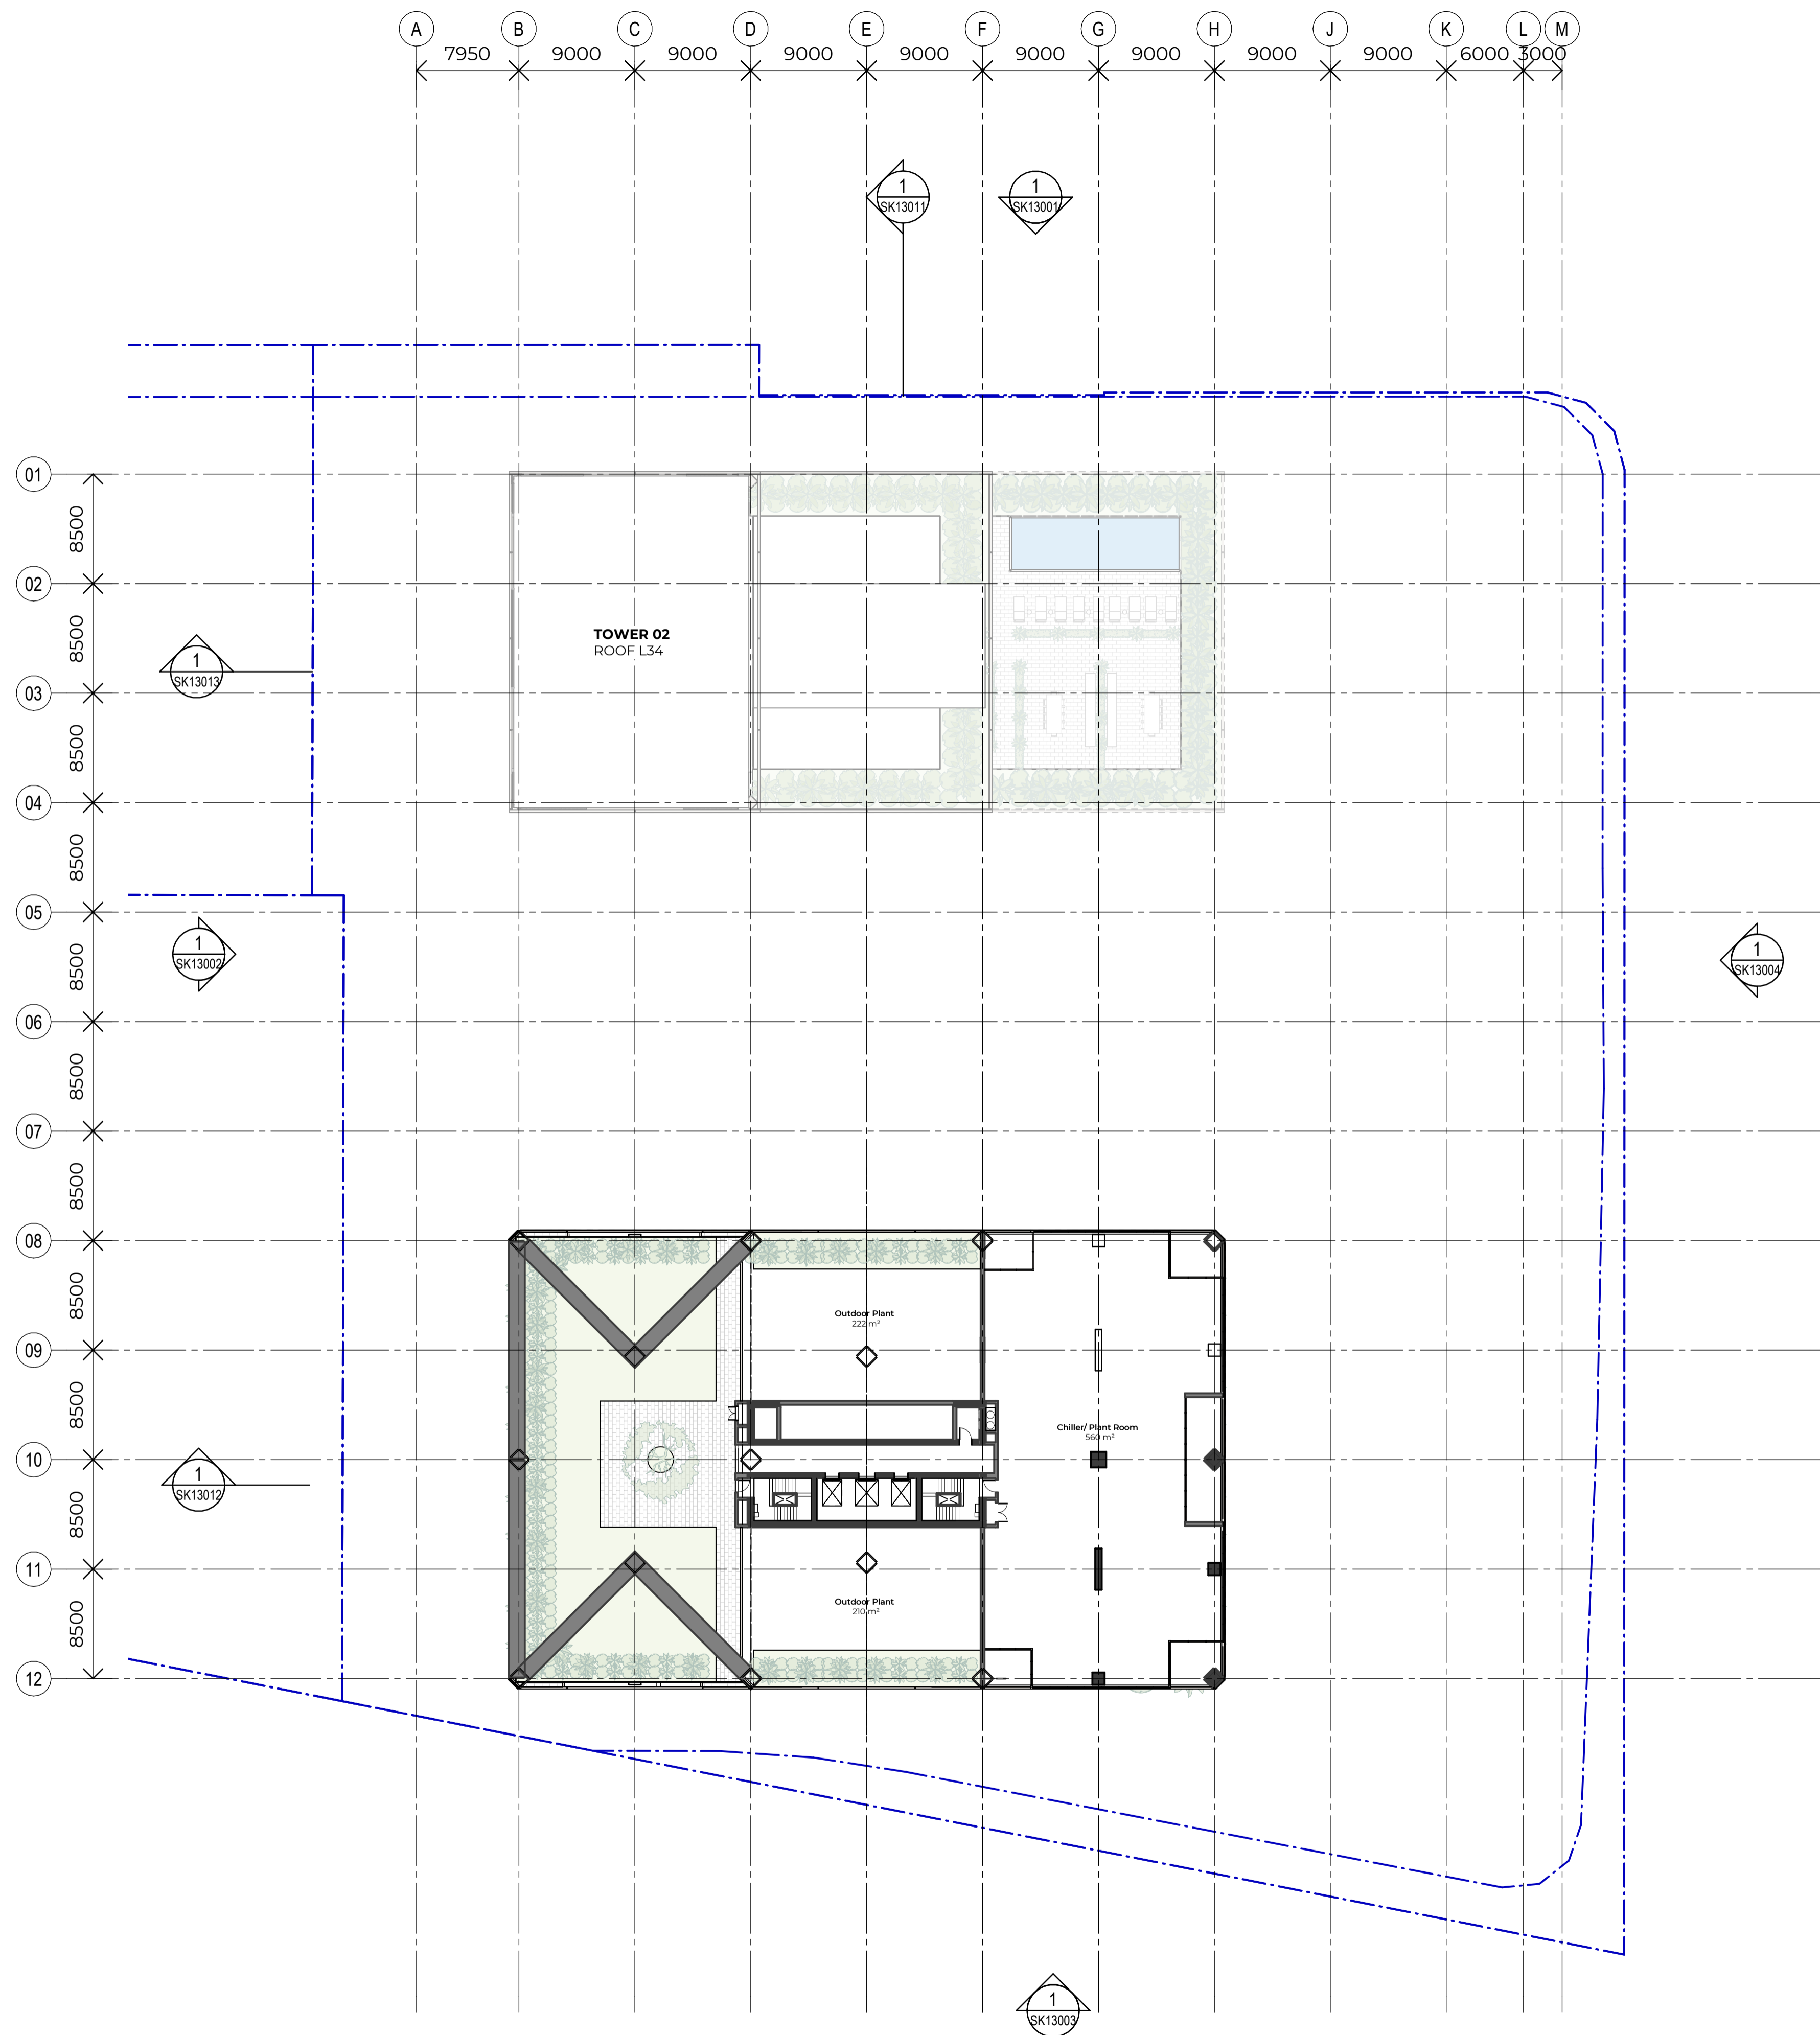 A B C D E F G H J K L M
7950 9000 9000 9000 9000 9000 9000 9000 9000 6000 3000
1
SK13011
1
SK13001
01
8500
02
8500
TOWER 02
ROOF L34
1
SK13013
03
8500
04
8500
05
1
SK13002
8500
1
SK13004
06
8500
07
8500
08
8500
Outdoor Plant
222 m²
09
8500
Chiller/ Plant Room
560 m²
10
1
SK13012
8500
11
Outdoor Plant
210 m²
8500
12
1
SK13003